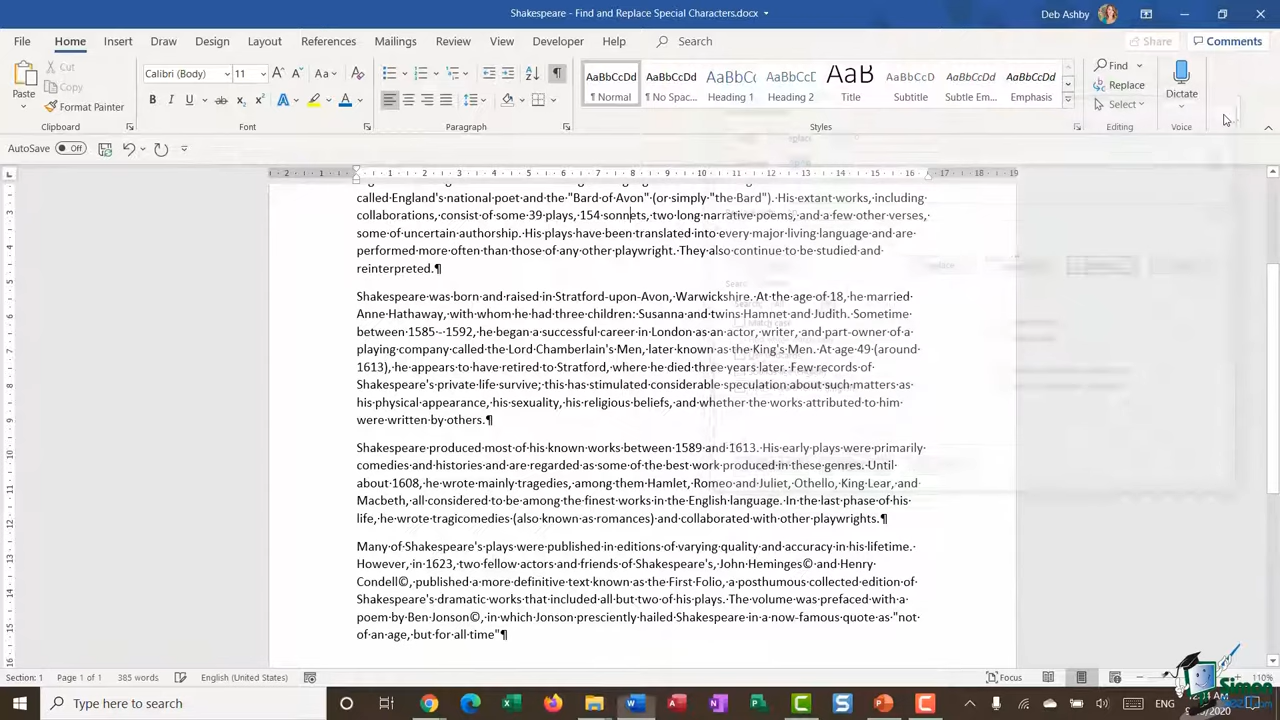 Shakespeare - Find and Replace Special Characters.docx
Deb Ashby
File Home Insert Draw Design Layout References Mailings Review View Developer Help Search Share Comments
Paste Cut Copy Format Painter Clipboard
Calibri (Body) 11 Font
Paragraph
AaBbCcDd AaBbCcDd AaBbCc AaBbCcC AaB AaBbCcD AaBbCcDd AaBbCcDd
¶ Normal ¶ No Spac... Heading 1 Heading 2 Title Subtitle Subtle Em... Emphasis
Styles
Find Replace Select Editing
Dictate Voice
AutoSave Off
called England's national poet and the "Bard of Avon" (or simply "the Bard"). His extant works, including
collaborations, consist of some 39 plays, 154 sonnets, two long narrative poems, and a few other verses,
some of uncertain authorship. His plays have been translated into every major living language and are
performed more often than those of any other playwright. They also continue to be studied and
reinterpreted.¶
Shakespeare was born and raised in Stratford-upon-Avon, Warwickshire. At the age of 18, he married
Anne Hathaway, with whom he had three children: Susanna and twins Hamnet and Judith. Sometime
between 1585 - 1592, he began a successful career in London as an actor, writer, and part-owner of a
playing company called the Lord Chamberlain's Men, later known as the King's Men. At age 49 (around
1613), he appears to have retired to Stratford, where he died three years later. Few records of
Shakespeare's private life survive; this has stimulated considerable speculation about such matters as
his physical appearance, his sexuality, his religious beliefs, and whether the works attributed to him
were written by others.¶
Shakespeare produced most of his known works between 1589 and 1613. His early plays were primarily
comedies and histories and are regarded as some of the best work produced in these genres. Until
about 1608, he wrote mainly tragedies, among them Hamlet, Romeo and Juliet, Othello, King Lear, and
Macbeth, all considered to be among the finest works in the English language. In the last phase of his
life, he wrote tragicomedies (also known as romances) and collaborated with other playwrights.¶
Many of Shakespeare's plays were published in editions of varying quality and accuracy in his lifetime.
However, in 1623, two fellow actors and friends of Shakespeare's, John Heminges© and Henry
Condell©, published a more definitive text known as the First Folio, a posthumous collected edition of
Shakespeare's dramatic works that included all but two of his plays. The volume was prefaced with a
poem by Ben Jonson©, in which Jonson presciently hailed Shakespeare in a now-famous quote as "not
of an age, but for all time"¶
Section: 1 Page 1 of 1 385 words English (United States) Focus 110%
Type here to search
Simon